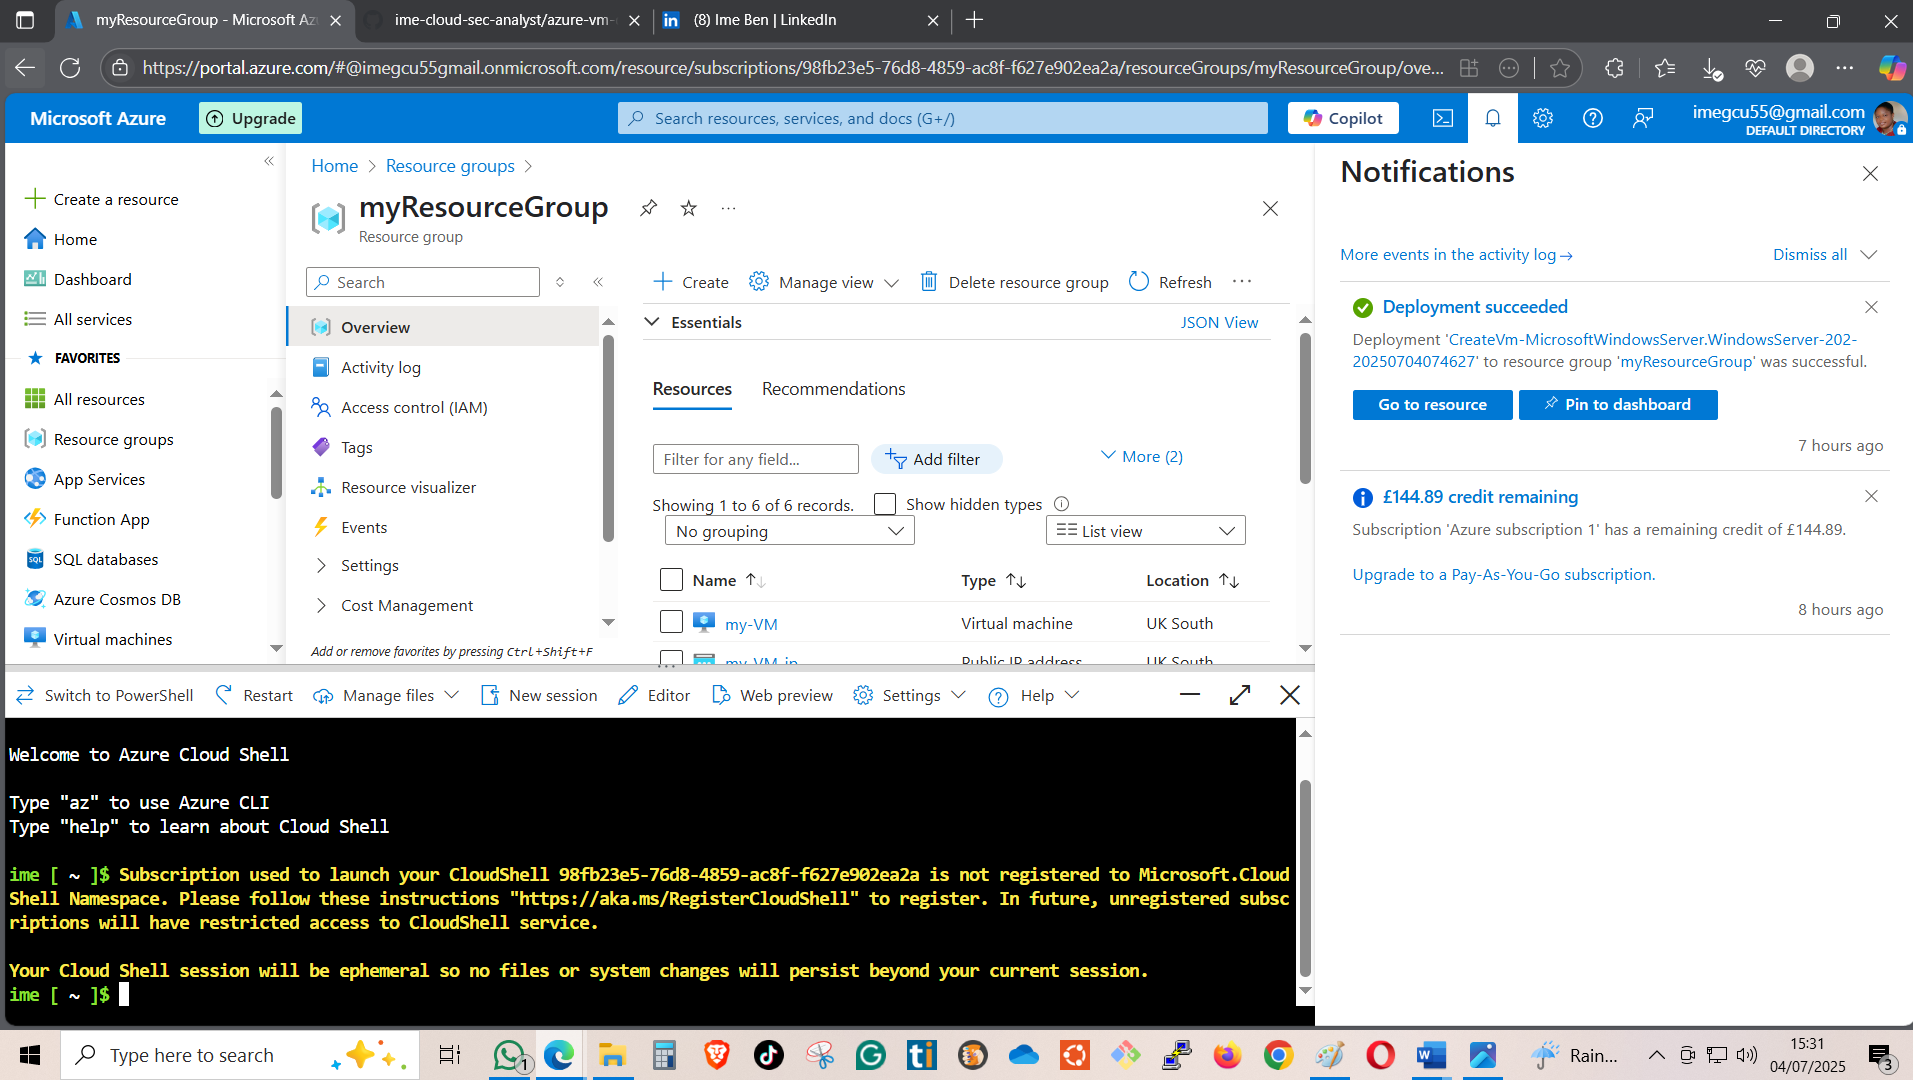 myResourceGroup - Microsoft Az
ime-cloud-sec-analyst/azure-vm-
(8) Ime Ben | LinkedIn
https://portal.azure.com/#@imegcu55gmail.onmicrosoft.com/resource/subscriptions/98fb23e5-76d8-4859-ac8f-f627e902ea2a/resourceGroups/myResourceGroup/ove...
Microsoft Azure
Upgrade
Search resources, services, and docs (G+/)
Copilot
imegcu55@gmail.com
DEFAULT DIRECTORY
Create a resource
Home
Dashboard
All services
FAVORITES
All resources
Resource groups
App Services
Function App
SQL databases
Azure Cosmos DB
Virtual machines
Home > Resource groups >
myResourceGroup
Resource group
Search
Overview
Activity log
Access control (IAM)
Tags
Resource visualizer
Events
Settings
Cost Management
Add or remove favorites by pressing Ctrl+Shift+F
Create
Manage view
Delete resource group
Refresh
Essentials
JSON View
Resources
Recommendations
Filter for any field...
Add filter
More (2)
Showing 1 to 6 of 6 records.
Show hidden types
No grouping
List view
Name
Type
Location
my-VM
Virtual machine
UK South
my-VM-ip
Public IP address
UK South
Notifications
More events in the activity log→
Dismiss all
Deployment succeeded
Deployment 'CreateVm-MicrosoftWindowsServer.WindowsServer-202-
20250704074627' to resource group 'myResourceGroup' was successful.
Go to resource
Pin to dashboard
7 hours ago
£144.89 credit remaining
Subscription 'Azure subscription 1' has a remaining credit of £144.89.
Upgrade to a Pay-As-You-Go subscription.
8 hours ago
Switch to PowerShell
Restart
Manage files
New session
Editor
Web preview
Settings
Help
Welcome to Azure Cloud Shell
Type "az" to use Azure CLI
Type "help" to learn about Cloud Shell
ime [ ~ ]$ Subscription used to launch your CloudShell 98fb23e5-76d8-4859-ac8f-f627e902ea2a is not registered to Microsoft.Cloud
Shell Namespace. Please follow these instructions "https://aka.ms/RegisterCloudShell" to register. In future, unregistered subsc
riptions will have restricted access to CloudShell service.
Your Cloud Shell session will be ephemeral so no files or system changes will persist beyond your current session.
ime [ ~ ]$
Type here to search
1
ti
Rain...
15:31
04/07/2025
3